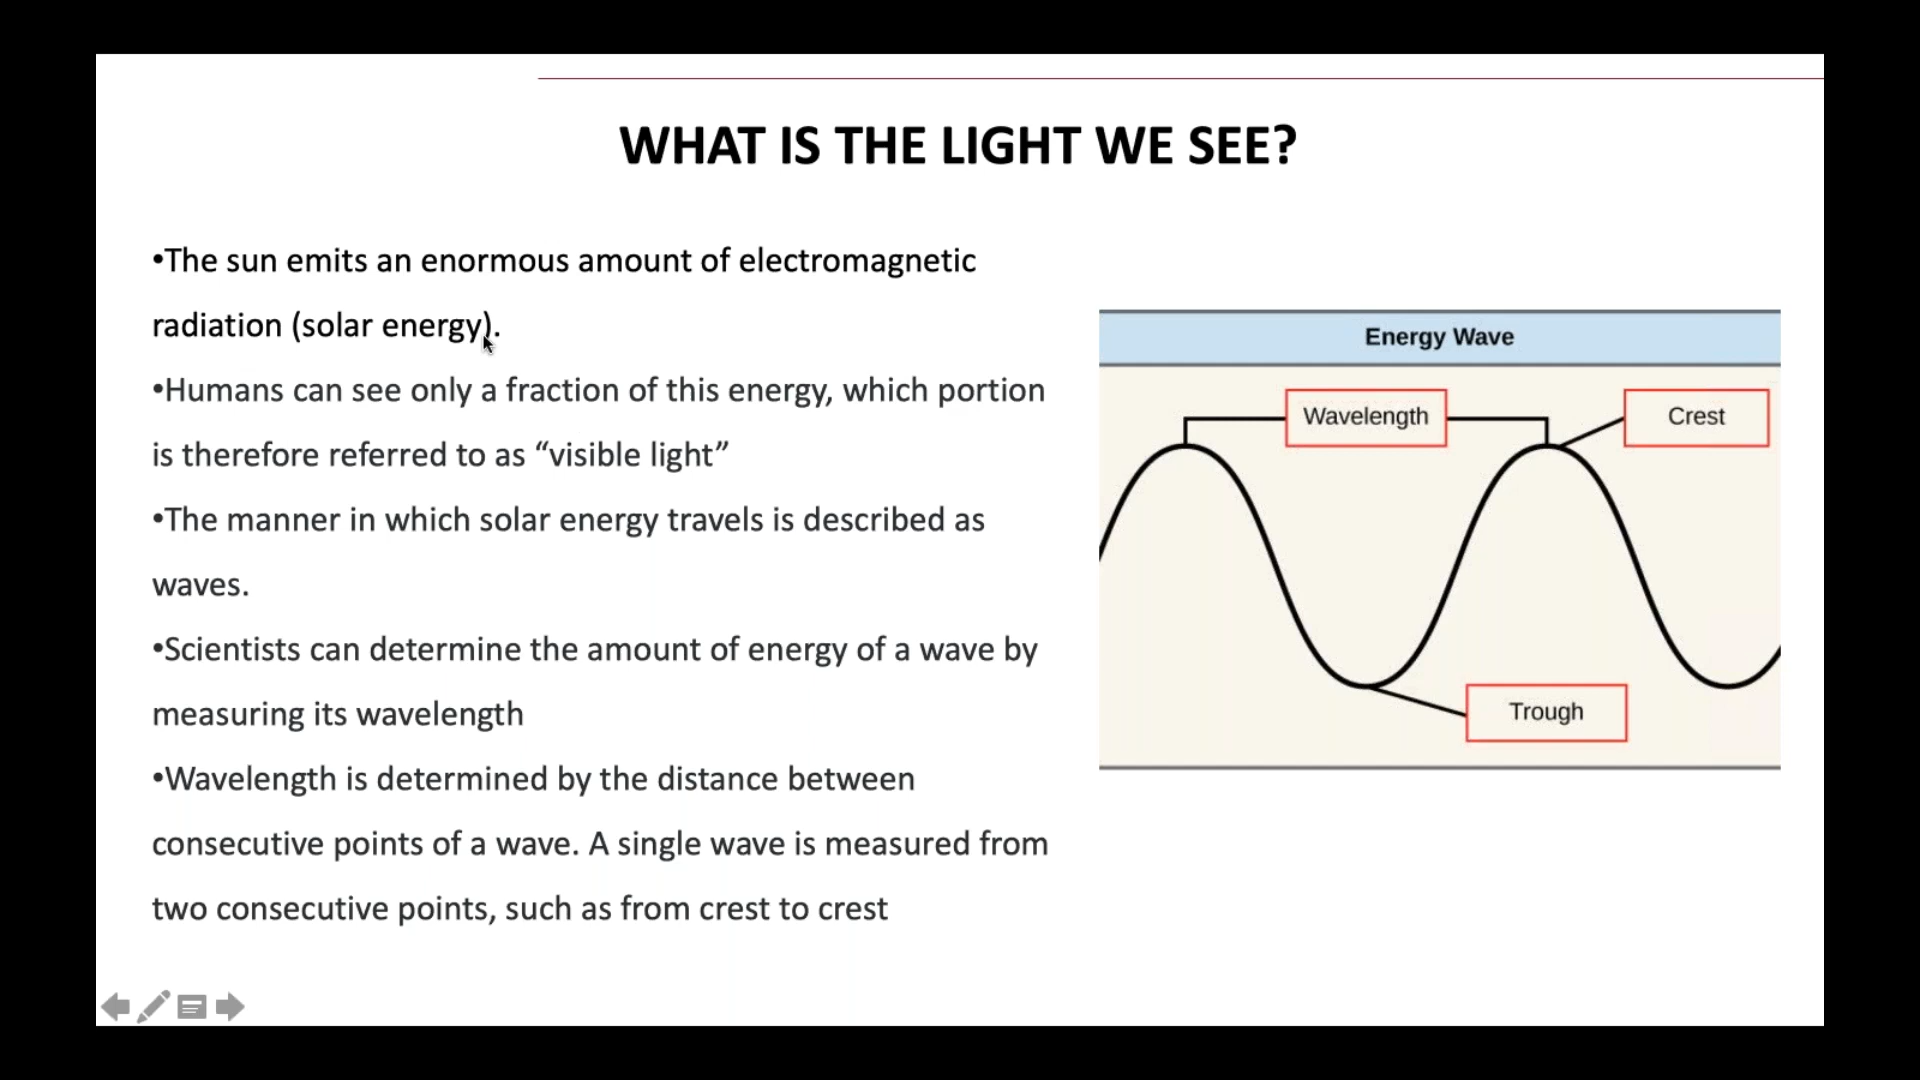 WHAT IS THE LIGHT WE SEE?
•The sun emits an enormous amount of electromagnetic
radiation (solar energy).
•Humans can see only a fraction of this energy, which portion
is therefore referred to as “visible light”
•The manner in which solar energy travels is described as
waves.
•Scientists can determine the amount of energy of a wave by
measuring its wavelength
•Wavelength is determined by the distance between
consecutive points of a wave. A single wave is measured from
two consecutive points, such as from crest to crest
Energy Wave
Wavelength
Crest
Trough